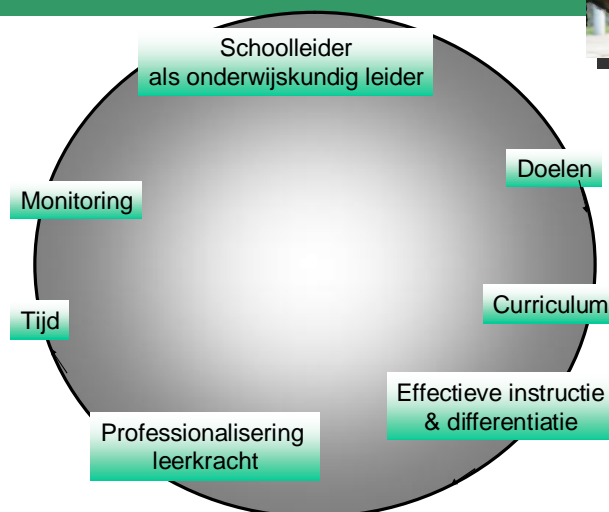 Schoolleider
als onderwijskundig leider
Doelen
Monitoring
Curriculum
Tijd
Effectieve instructie
& differentiatie
Professionalisering
leerkracht